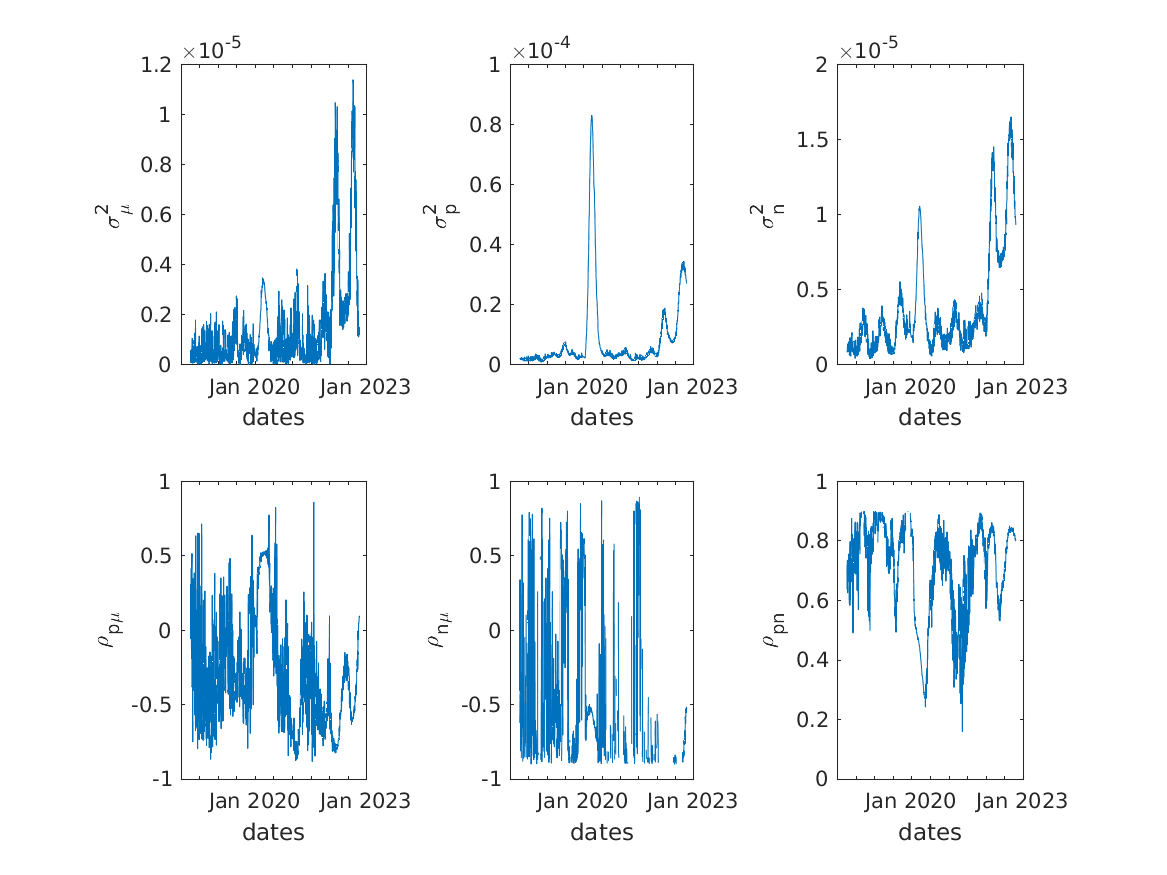 ×10⁻⁵ ×10⁻⁴ ×10⁻⁵
1.2 1 0.8 0.6 0.4 0.2 0
σ²μ
Jan 2020 Jan 2023
dates
1 0.8 0.6 0.4 0.2 0
σ²p
Jan 2020 Jan 2023
dates
2 1.5 1 0.5 0
σ²n
Jan 2020 Jan 2023
dates
1 0.5 0 -0.5 -1
ρpμ
Jan 2020 Jan 2023
dates
1 0.5 0 -0.5 -1
ρnμ
Jan 2020 Jan 2023
dates
1 0.8 0.6 0.4 0.2 0
ρpn
Jan 2020 Jan 2023
dates